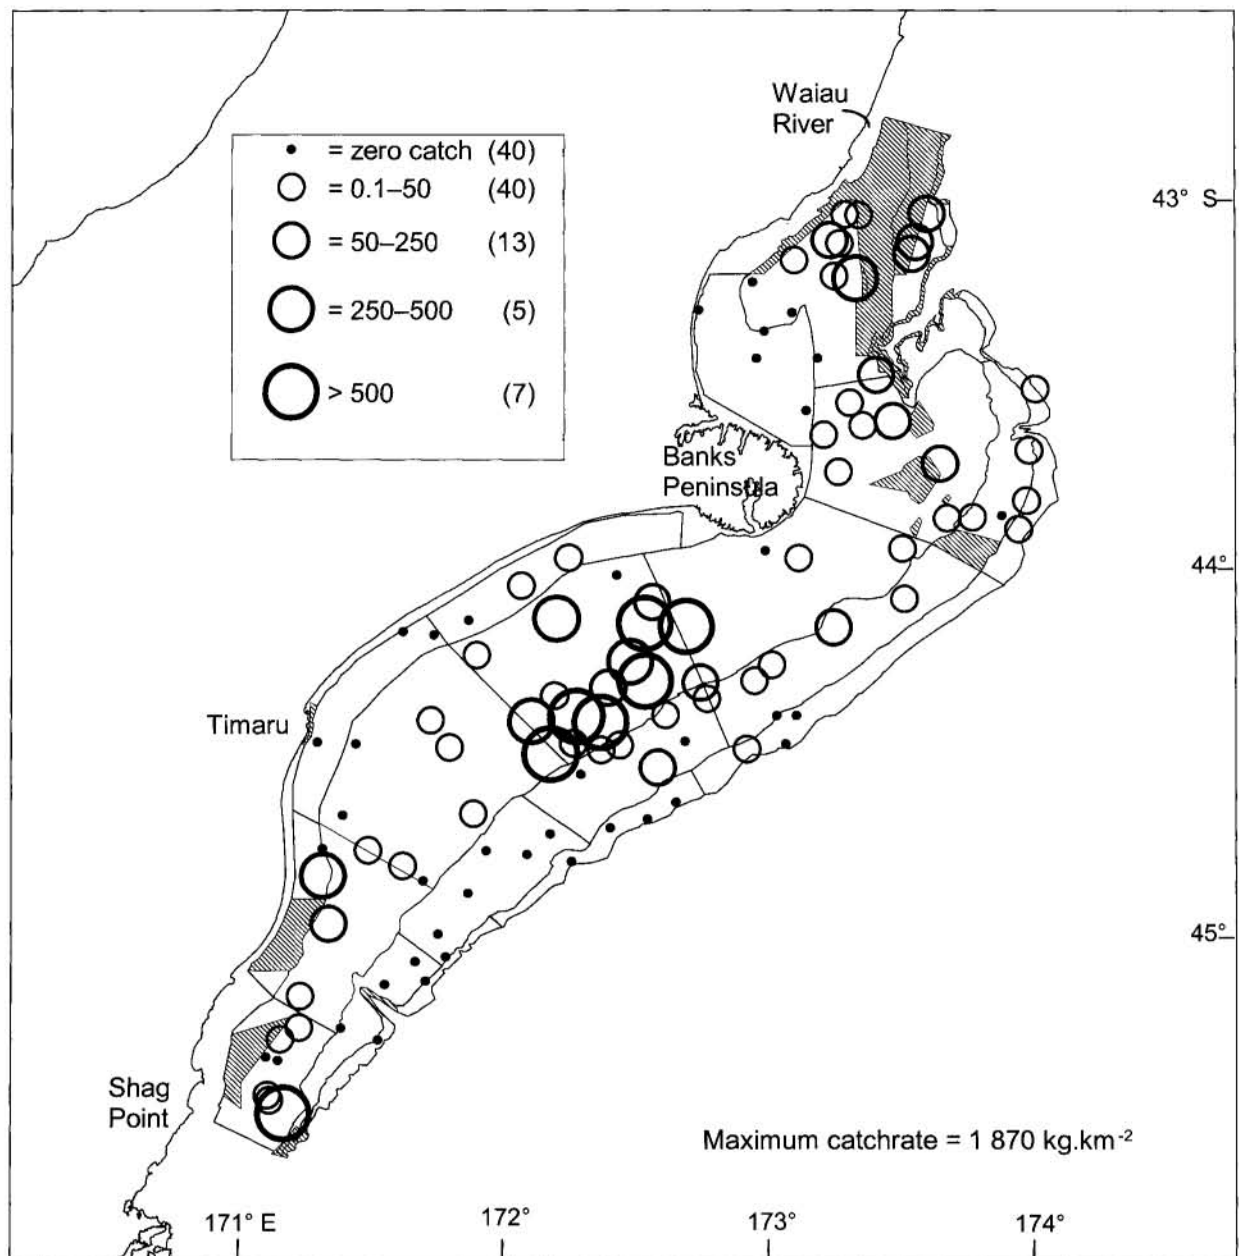 Waiau
River
= zero catch (40)
= 0.1–50 (40)
= 50–250 (13)
= 250–500 (5)
> 500 (7)
43° S
Banks
Peninsula
44°
Timaru
45°
Shag
Point
Maximum catchrate = 1 870 kg.km-2
171° E
172°
173°
174°